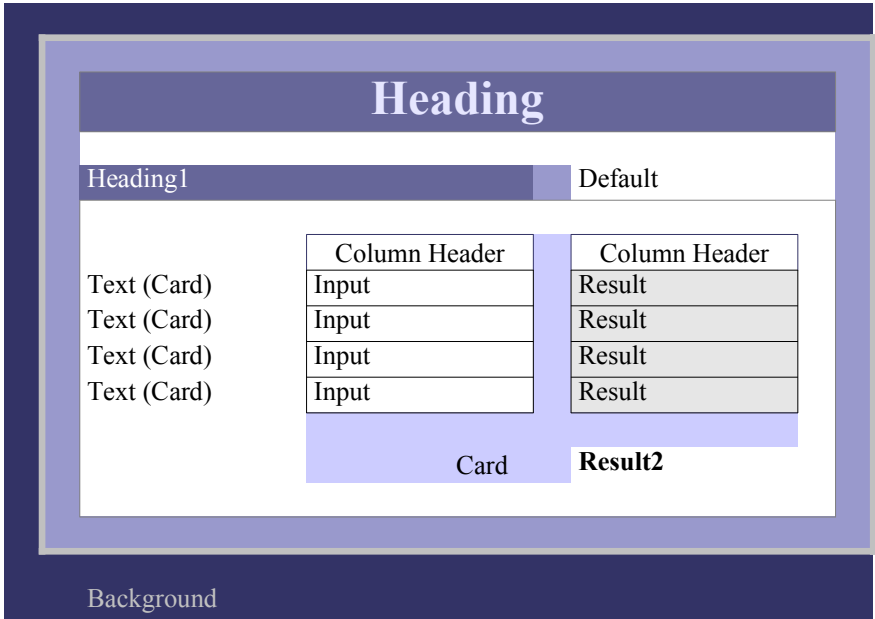 Heading
Heading1 Default
Column Header Column Header
Text (Card) Input Result
Text (Card) Input Result
Text (Card) Input Result
Text (Card) Input Result
Card Result2
Background